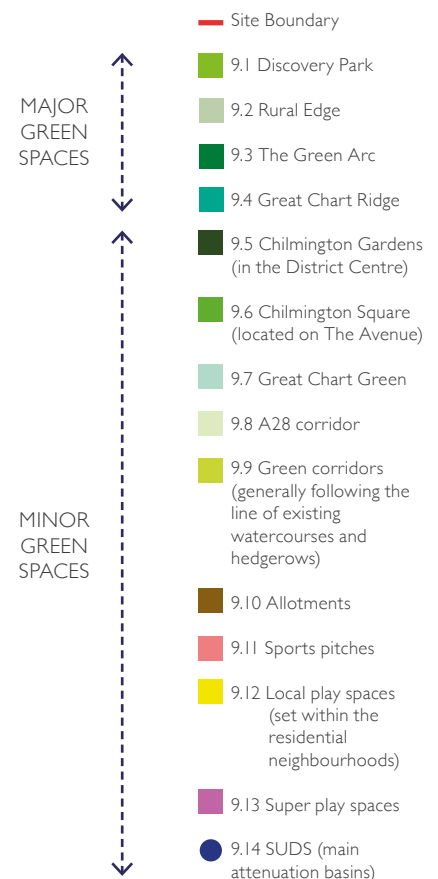 Site Boundary
MAJOR
GREEN
SPACES
9.1 Discovery Park
9.2 Rural Edge
9.3 The Green Arc
9.4 Great Chart Ridge
MINOR
GREEN
SPACES
9.5 Chilmington Gardens
(in the District Centre)
9.6 Chilmington Square
(located on The Avenue)
9.7 Great Chart Green
9.8 A28 corridor
9.9 Green corridors
(generally following the
line of existing
watercourses and
hedgerows)
9.10 Allotments
9.11 Sports pitches
9.12 Local play spaces
(set within the
residential
neighbourhoods)
9.13 Super play spaces
9.14 SUDS (main
attenuation basins)